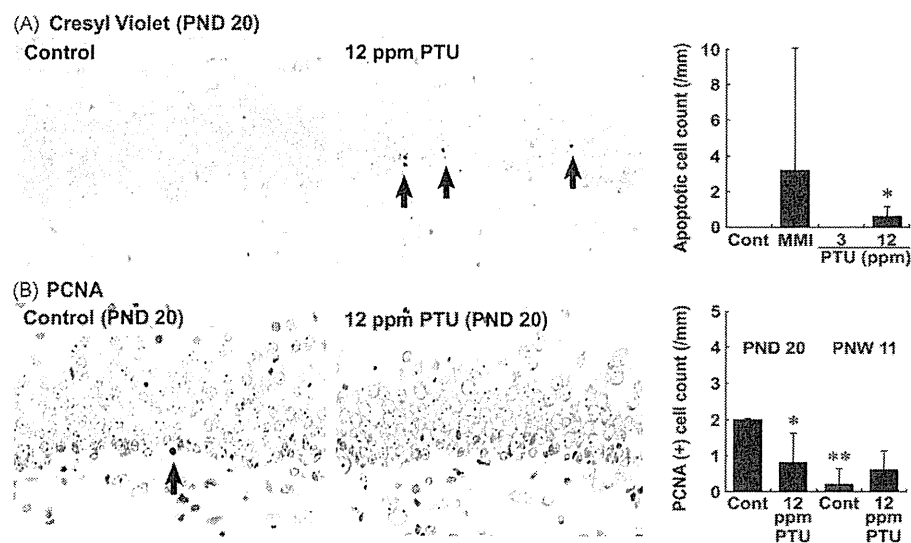 (A) Cresyl Violet (PND 20)
Control
12 ppm PTU
Apoptotic cell count (/mm)
10
8
6
4
2
0
*
Cont MMI 3 12
PTU (ppm)
(B) PCNA
Control (PND 20)
12 ppm PTU (PND 20)
PCNA (+) cell count (/mm)
5
4
3
2
1
0
PND 20 PNW 11
*
**
Cont 12 Cont 12
ppm ppm
PTU PTU